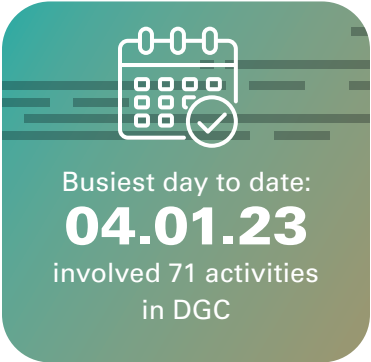 Busiest day to date:
04.01.23
involved 71 activities
in DGC